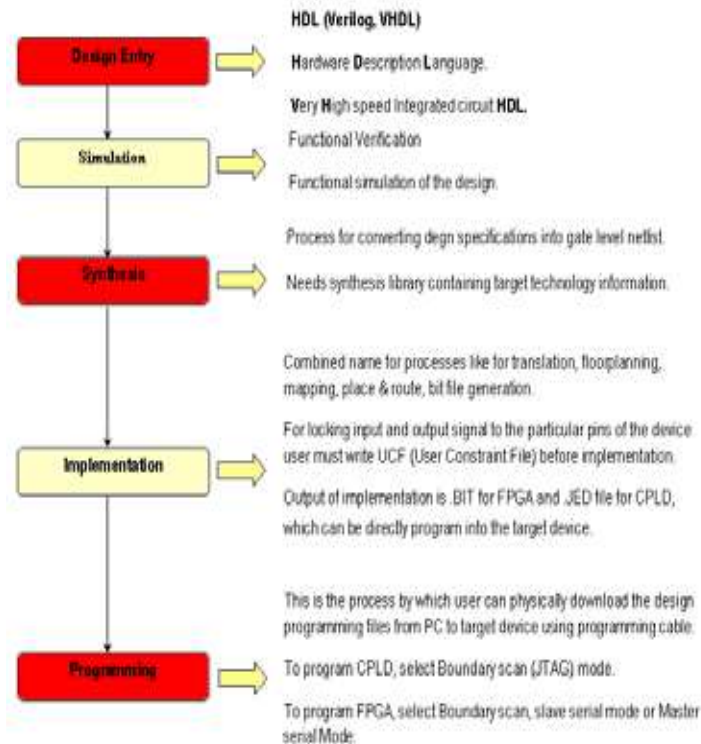 HDL (Verilog, VHDL)
Design Entry
Hardware Description Language.
Very High speed Integrated circuit HDL.
Simulation
Functional Verification
Functional simulation of the design.
Process for converting degn specifications into gate level netlist.
Synthesis
Needs synthesis library containing target technology information.
Combined name for processes like for translation, floorplanning,
mapping, place & route, bit file generation.
For locking input and output signal to the particular pins of the device
user must write UCF (User Constraint File) before implementation.
Implementation
Output of implementation is .BIT for FPGA and .JED file for CPLD,
which can be directly program into the target device.
This is the process by which user can physically download the design
programming files from PC to target device using programming cable.
Programming
To program CPLD, select Boundary scan (JTAG) mode.
To program FPGA, select Boundary scan, slave serial mode or Master
serial Mode.